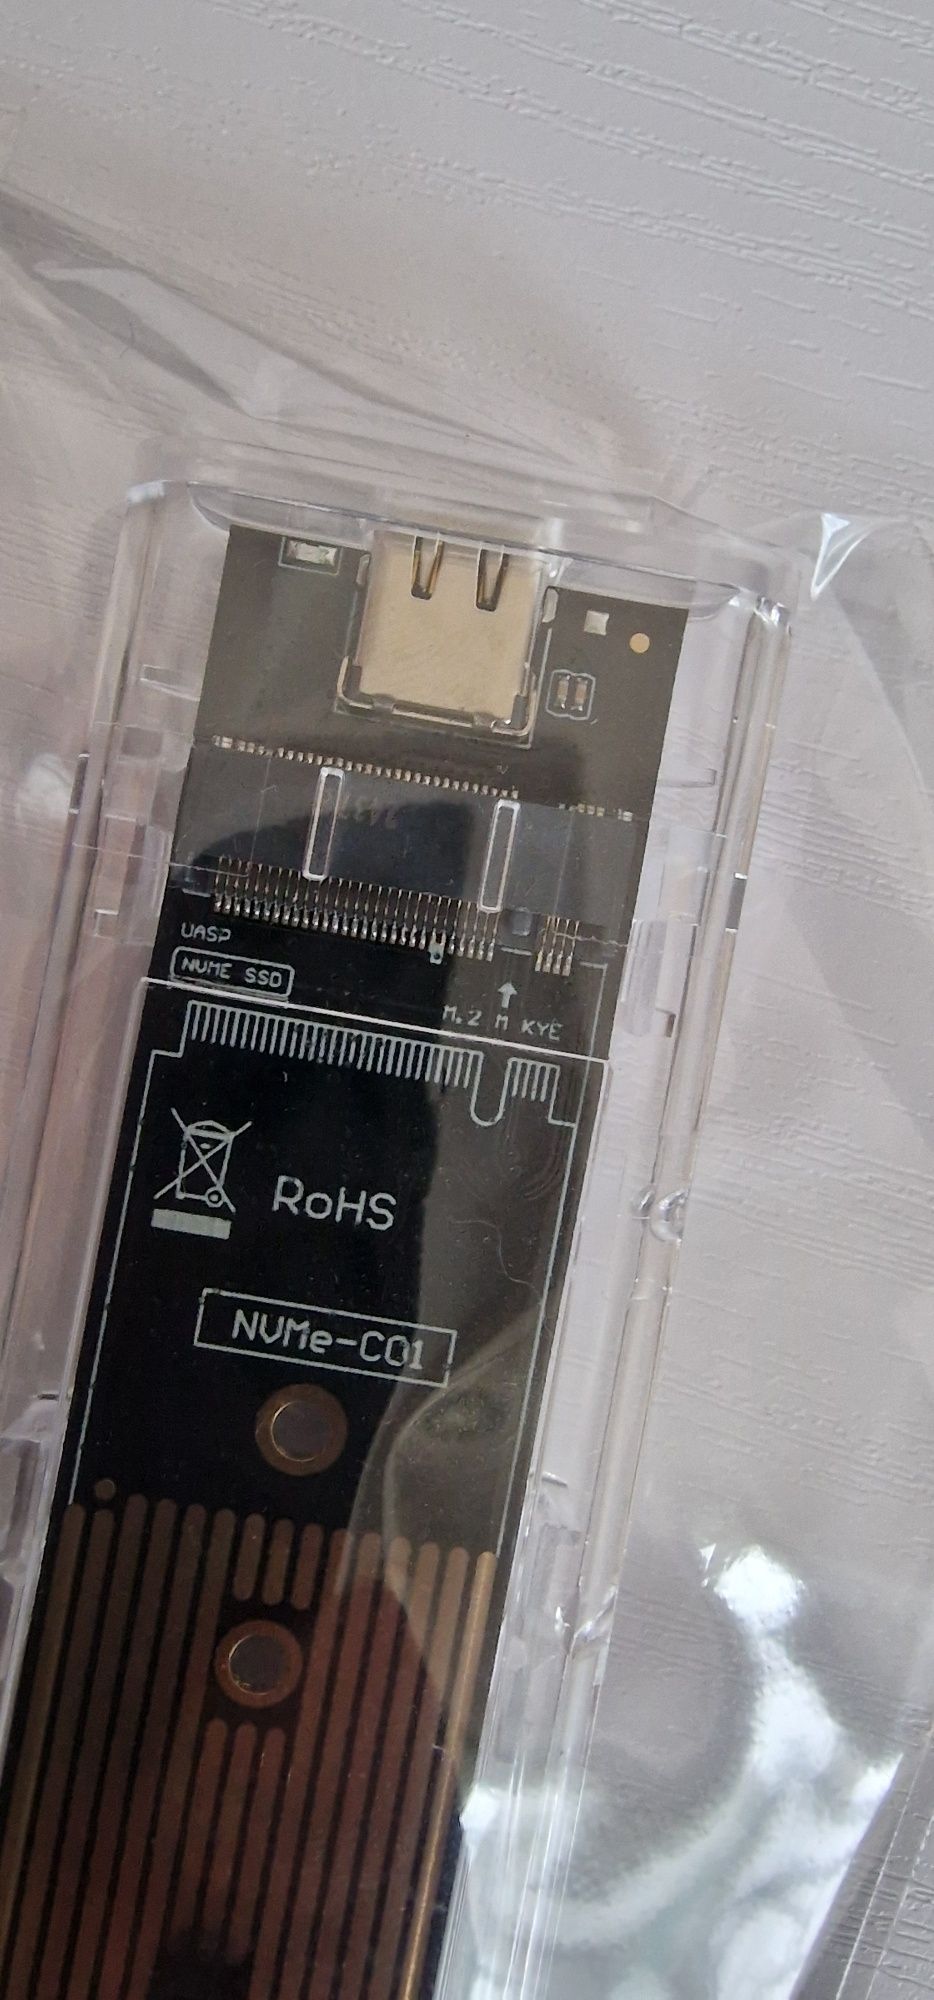 UASP
NVME SSD
M.2 M KYE
RoHS
NVMe-C01